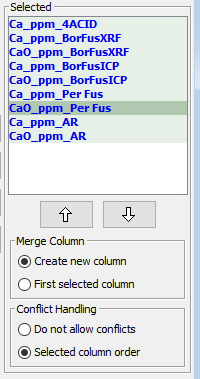 Selected
Ca_ppm_4ACID
Ca_ppm_BorFusXRF
CaO_ppm_BorFusXRF
Ca_ppm_BorFusICP
CaO_ppm_BorFusICP
Ca_ppm_Per Fus
CaO_ppm_Per Fus
Ca_ppm_AR
CaO_ppm_AR
Merge Column
Create new column
First selected column
Conflict Handling
Do not allow conflicts
Selected column order